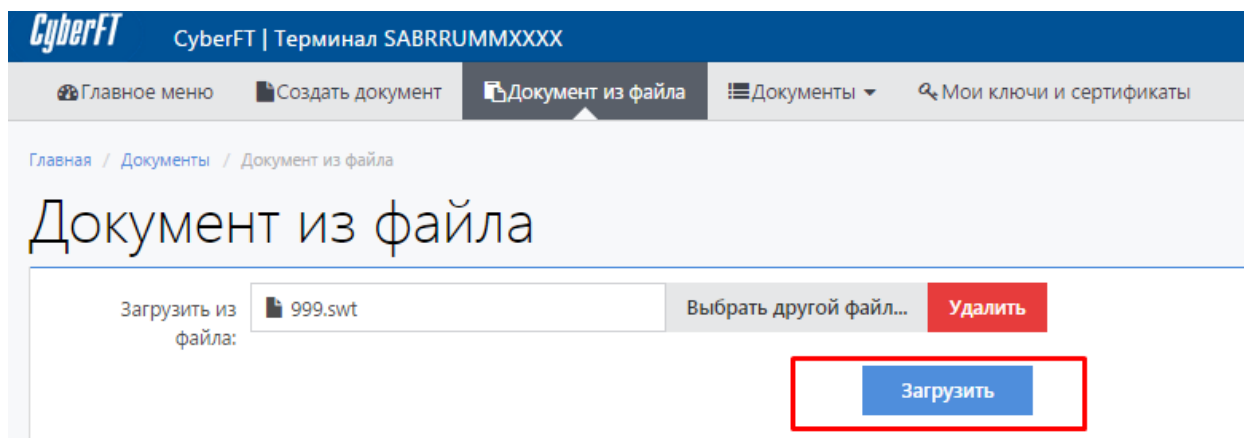 CyberFT CyberFT | Терминал SABRRUMMXXXX
Главное меню Создать документ Документ из файла Документы Мои ключи и сертификаты
Главная / Документы / Документ из файла
Документ из файла
Загрузить из файла: 999.swt Выбрать другой файл... Удалить
Загрузить